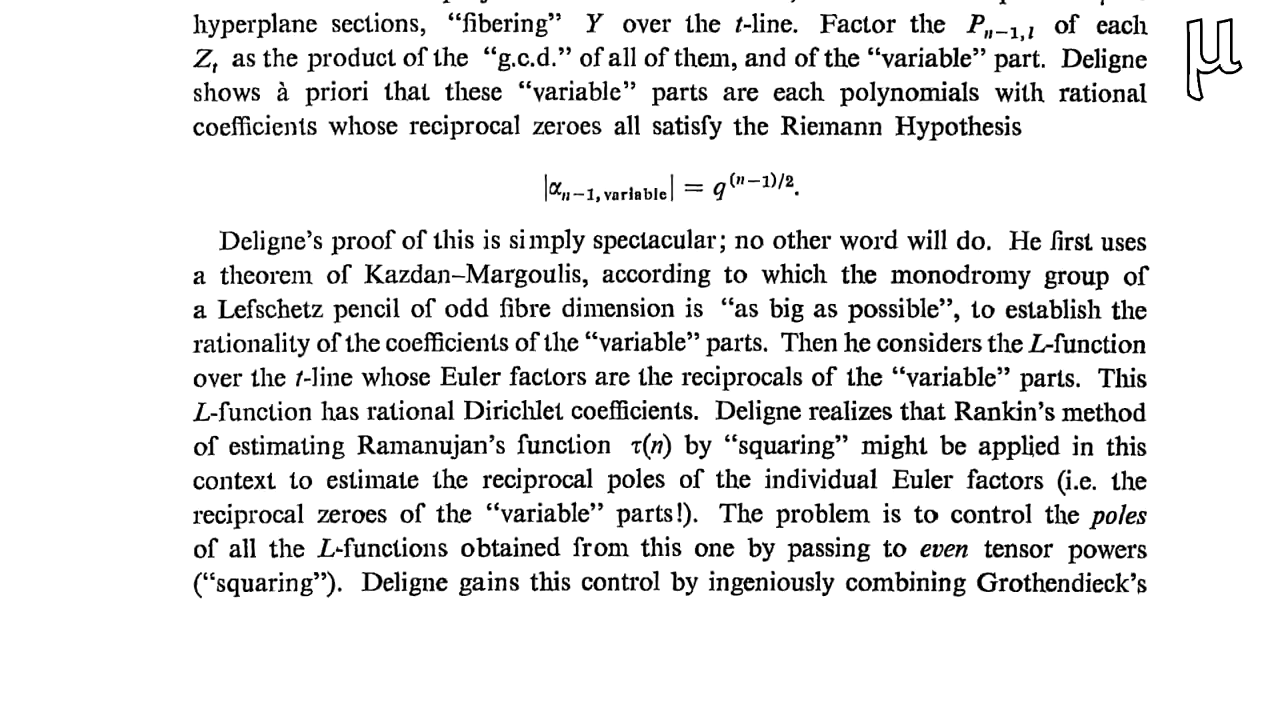 hyperplane sections, “fibering” Y over the t-line. Factor the Pₙ₋₁,ₗ of each
Zₜ as the product of the “g.c.d.” of all of them, and of the “variable” part. Deligne
shows à priori that these “variable” parts are each polynomials with rational
coefficients whose reciprocal zeroes all satisfy the Riemann Hypothesis
|αₙ₋₁,variable| = q^(n−1)/2.
Deligne’s proof of this is simply spectacular; no other word will do. He first uses
a theorem of Kazdan–Margoulis, according to which the monodromy group of
a Lefschetz pencil of odd fibre dimension is “as big as possible”, to establish the
rationality of the coefficients of the “variable” parts. Then he considers the L-function
over the t-line whose Euler factors are the reciprocals of the “variable” parts. This
L-function has rational Dirichlet coefficients. Deligne realizes that Rankin’s method
of estimating Ramanujan’s function τ(n) by “squaring” might be applied in this
context to estimate the reciprocal poles of the individual Euler factors (i.e. the
reciprocal zeroes of the “variable” parts!). The problem is to control the poles
of all the L-functions obtained from this one by passing to even tensor powers
(“squaring”). Deligne gains this control by ingeniously combining Grothendieck’s
μ